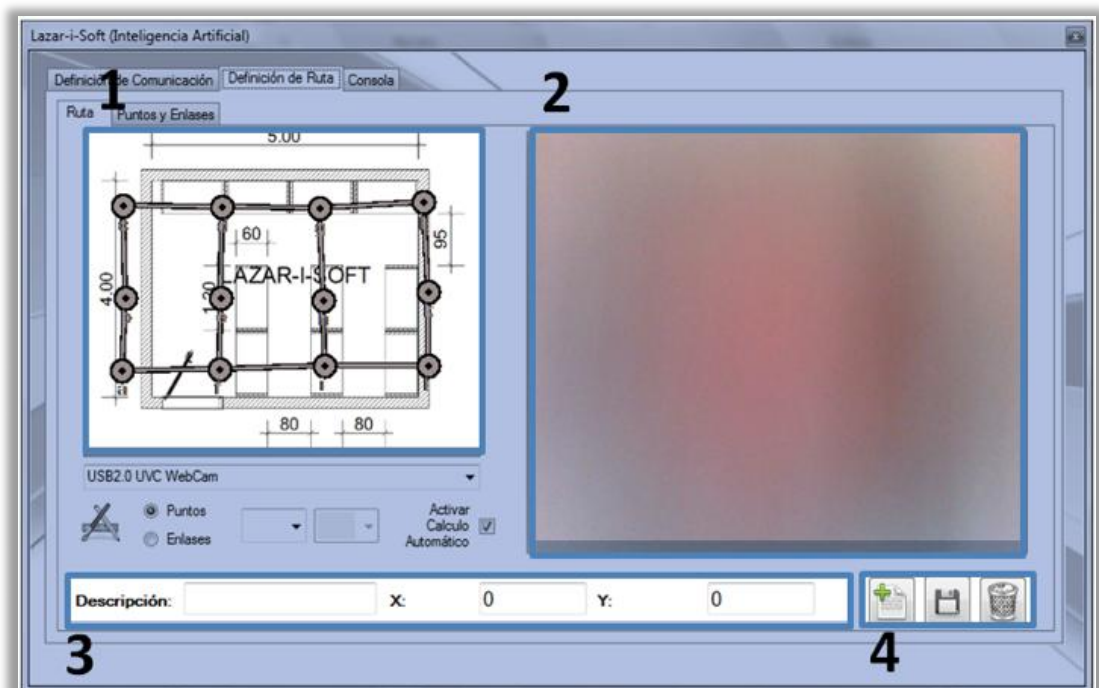 Lazar-i-Soft (Inteligencia Artificial)
Definición de Comunicación Definición de Ruta Consola
1 2
Ruta Puntos y Enlases
5.00
60
95
LAZAR-I-SOFT
4.00
1.20
80 80
USB2.0 UVC WebCam
Puntos
Enlases
Activar
Calculo
Automático
Descripción: X: 0 Y: 0
3 4